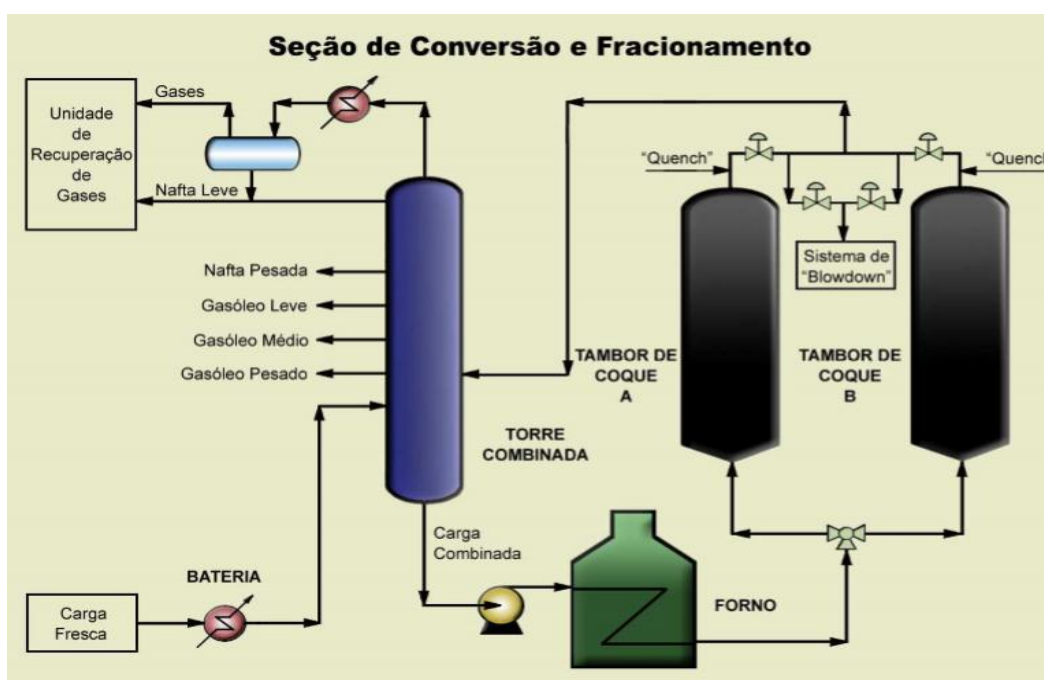 Seção de Conversão e Fracionamento
Gases
Unidade
de
Recuperação
de
Gases
Nafta Leve
"Quench"
"Quench
Sistema de
"Blowdown"
Nafta Pesada
Gasóleo Leve
Gasóleo Médio
Gasóleo Pesado
TAMBOR DE
COQUE
A
TAMBOR DE
COQUE
B
TORRE
COMBINADA
Carga
Combinada
BATERIA
Carga
Fresca
FORNO